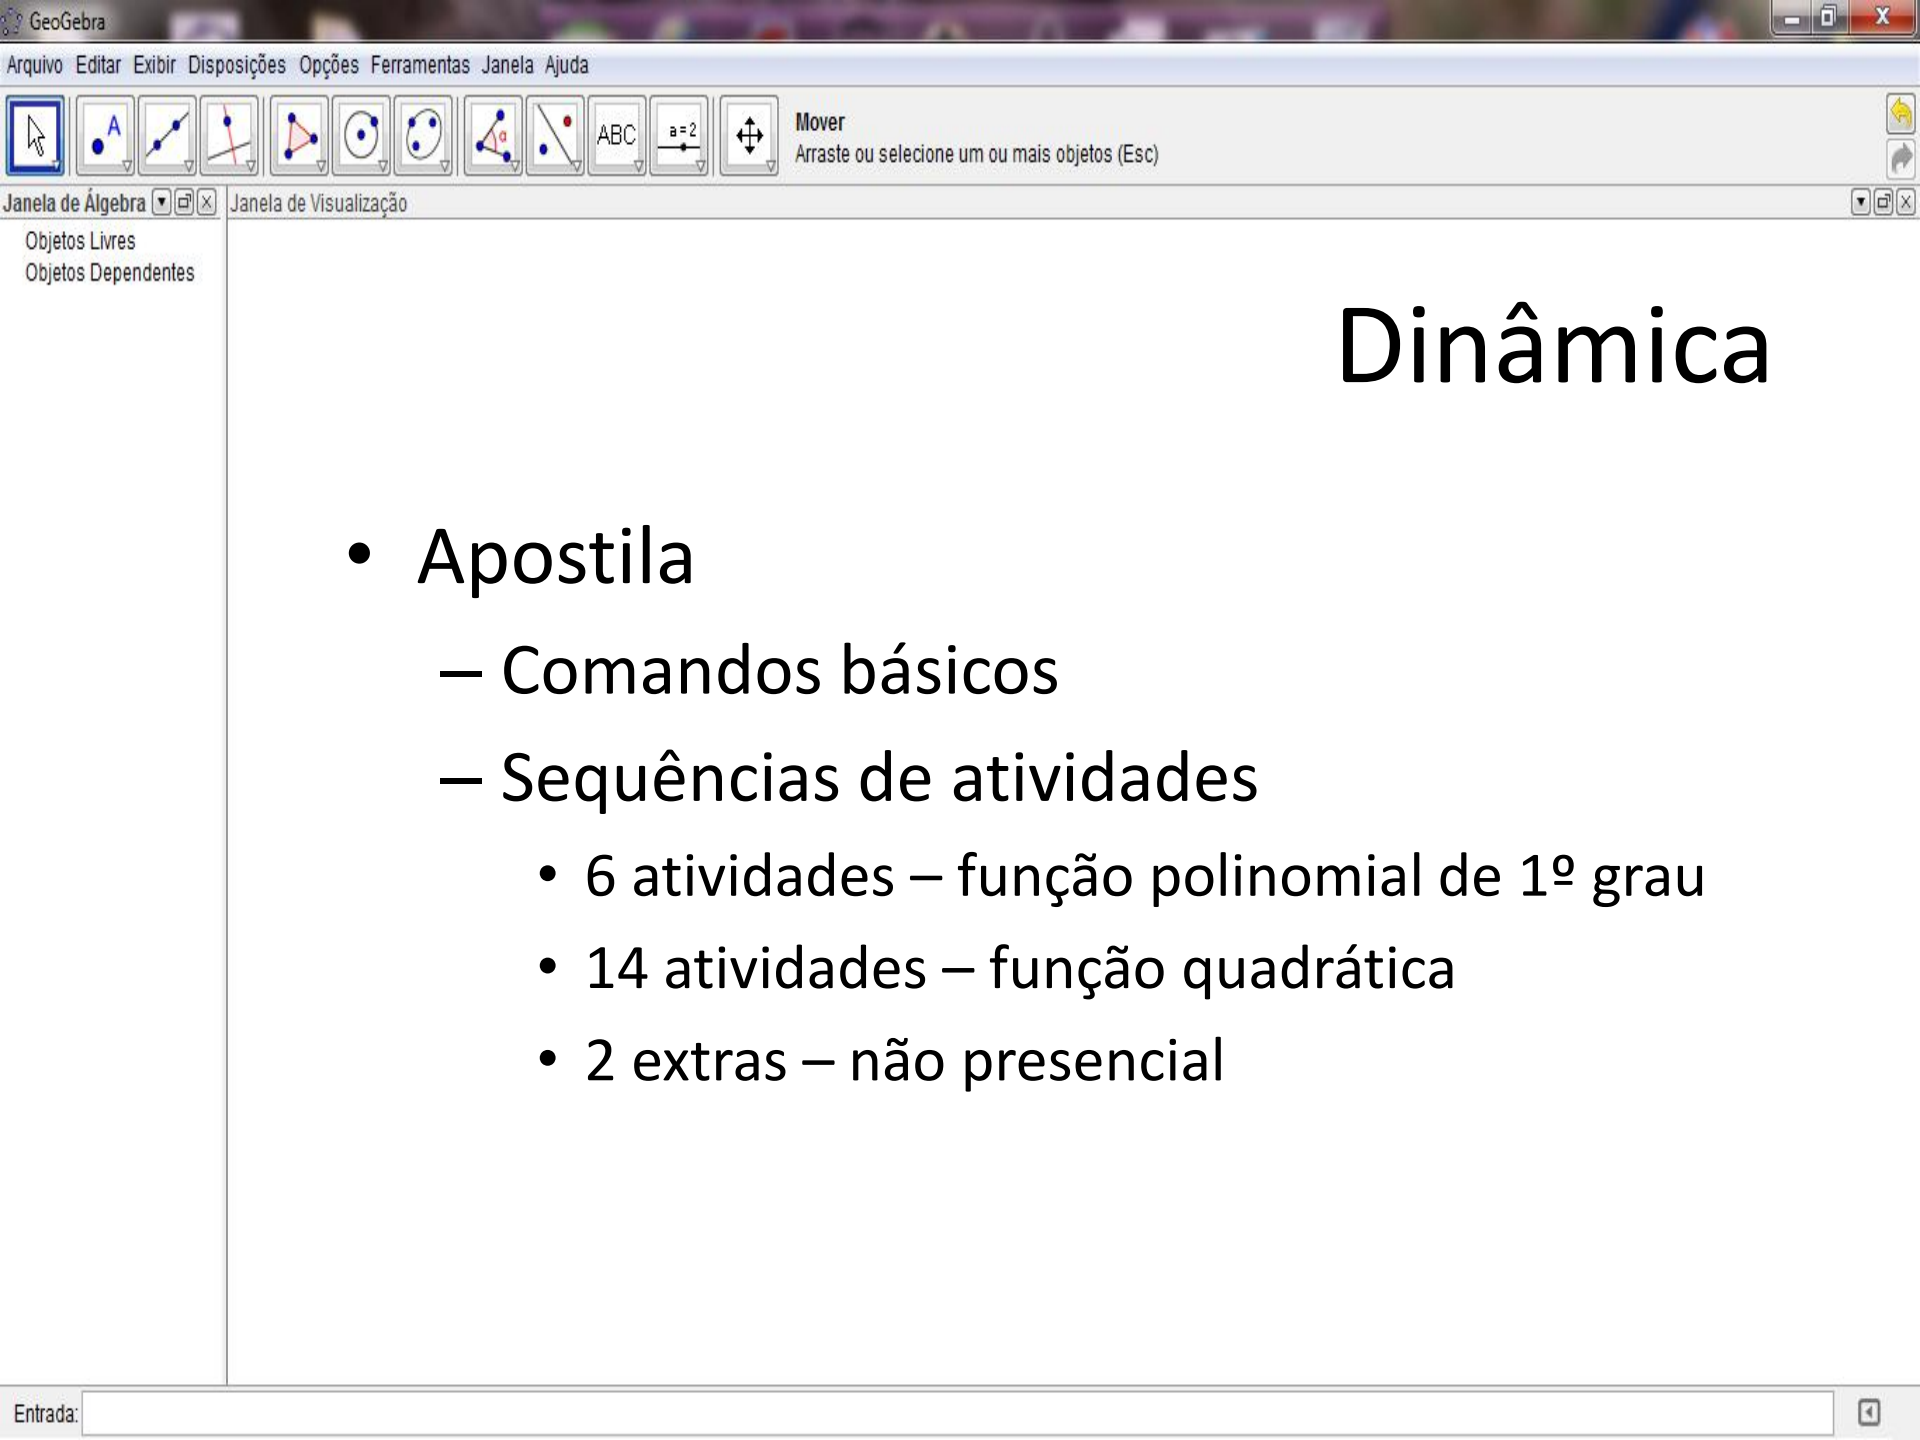 GeoGebra
Arquivo Editar Exibir Disposições Opções Ferramentas Janela Ajuda
A
α
ABC
a=2
Mover
Arraste ou selecione um ou mais objetos (Esc)
Janela de Álgebra
Janela de Visualização
Objetos Livres
Objetos Dependentes
Dinâmica
• Apostila
– Comandos básicos
– Sequências de atividades
• 6 atividades – função polinomial de 1º grau
• 14 atividades – função quadrática
• 2 extras – não presencial
Entrada: